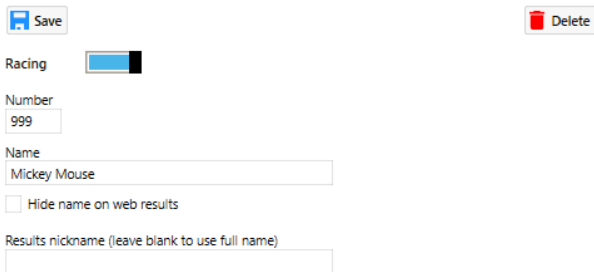 Save Delete
Racing
Number
999
Name
Mickey Mouse
Hide name on web results
Results nickname (leave blank to use full name)